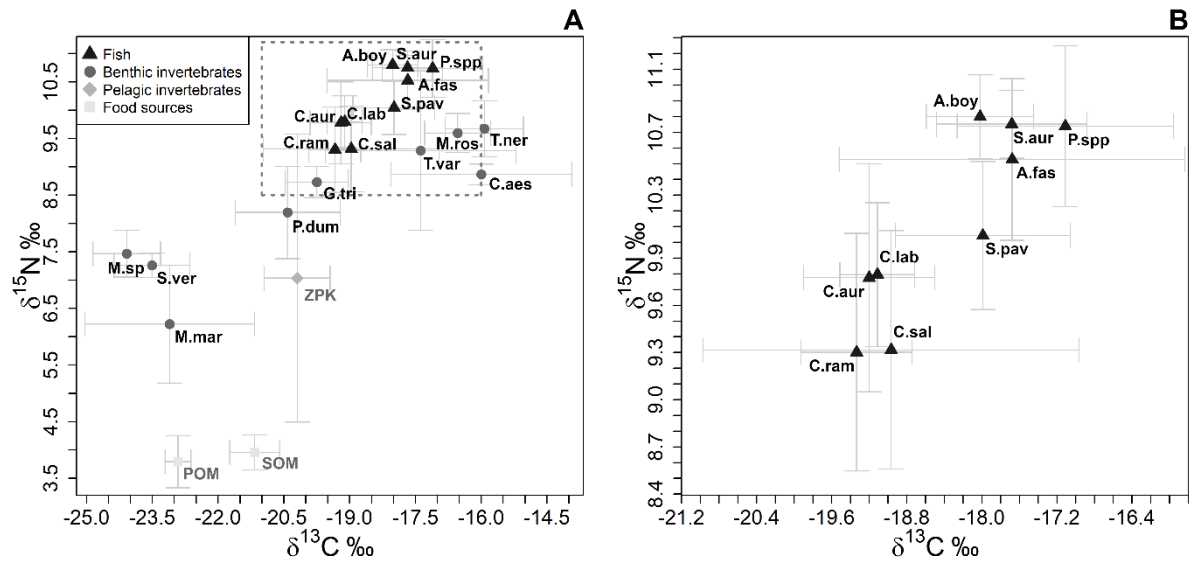 A
Fish
Benthic invertebrates
Pelagic invertebrates
Food sources
A.boy
S.aur
P.spp
A.fas
S.pav
C.aur
C.lab
C.ram
C.sal
M.ros
T.ner
T.var
C.aes
G.tri
P.dum
M.sp
S.ver
M.mar
ZPK
POM
SOM
10.5
9.5
8.5
7.5
6.5
5.5
4.5
3.5
δ15N ‰
-25.0 -23.5 -22.0 -20.5 -19.0 -17.5 -16.0 -14.5
δ13C ‰
B
A.boy
S.aur
P.spp
A.fas
S.pav
C.lab
C.aur
C.sal
C.ram
11.1
10.7
10.3
9.9
9.6
9.3
9.0
8.7
8.4
δ15N ‰
-21.2 -20.4 -19.6 -18.8 -18.0 -17.2 -16.4
δ13C ‰